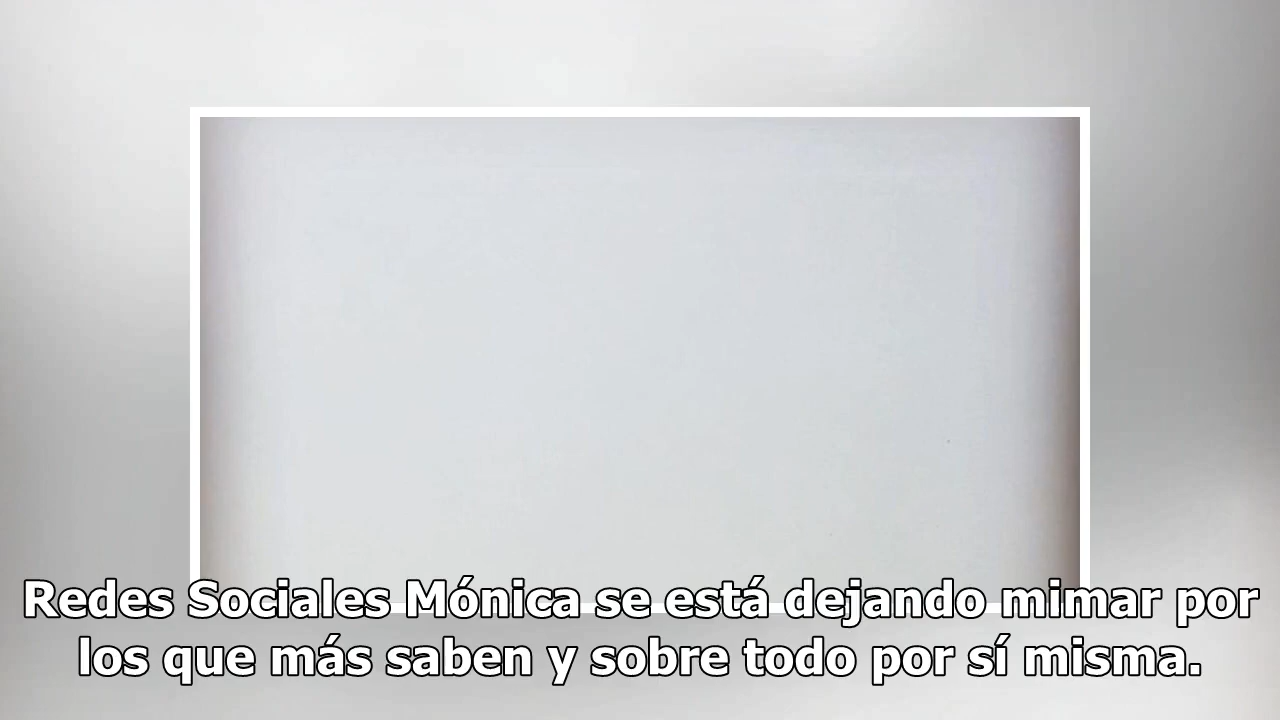 Redes Sociales Mónica se está dejando mimar por
los que más saben y sobre todo por sí misma.